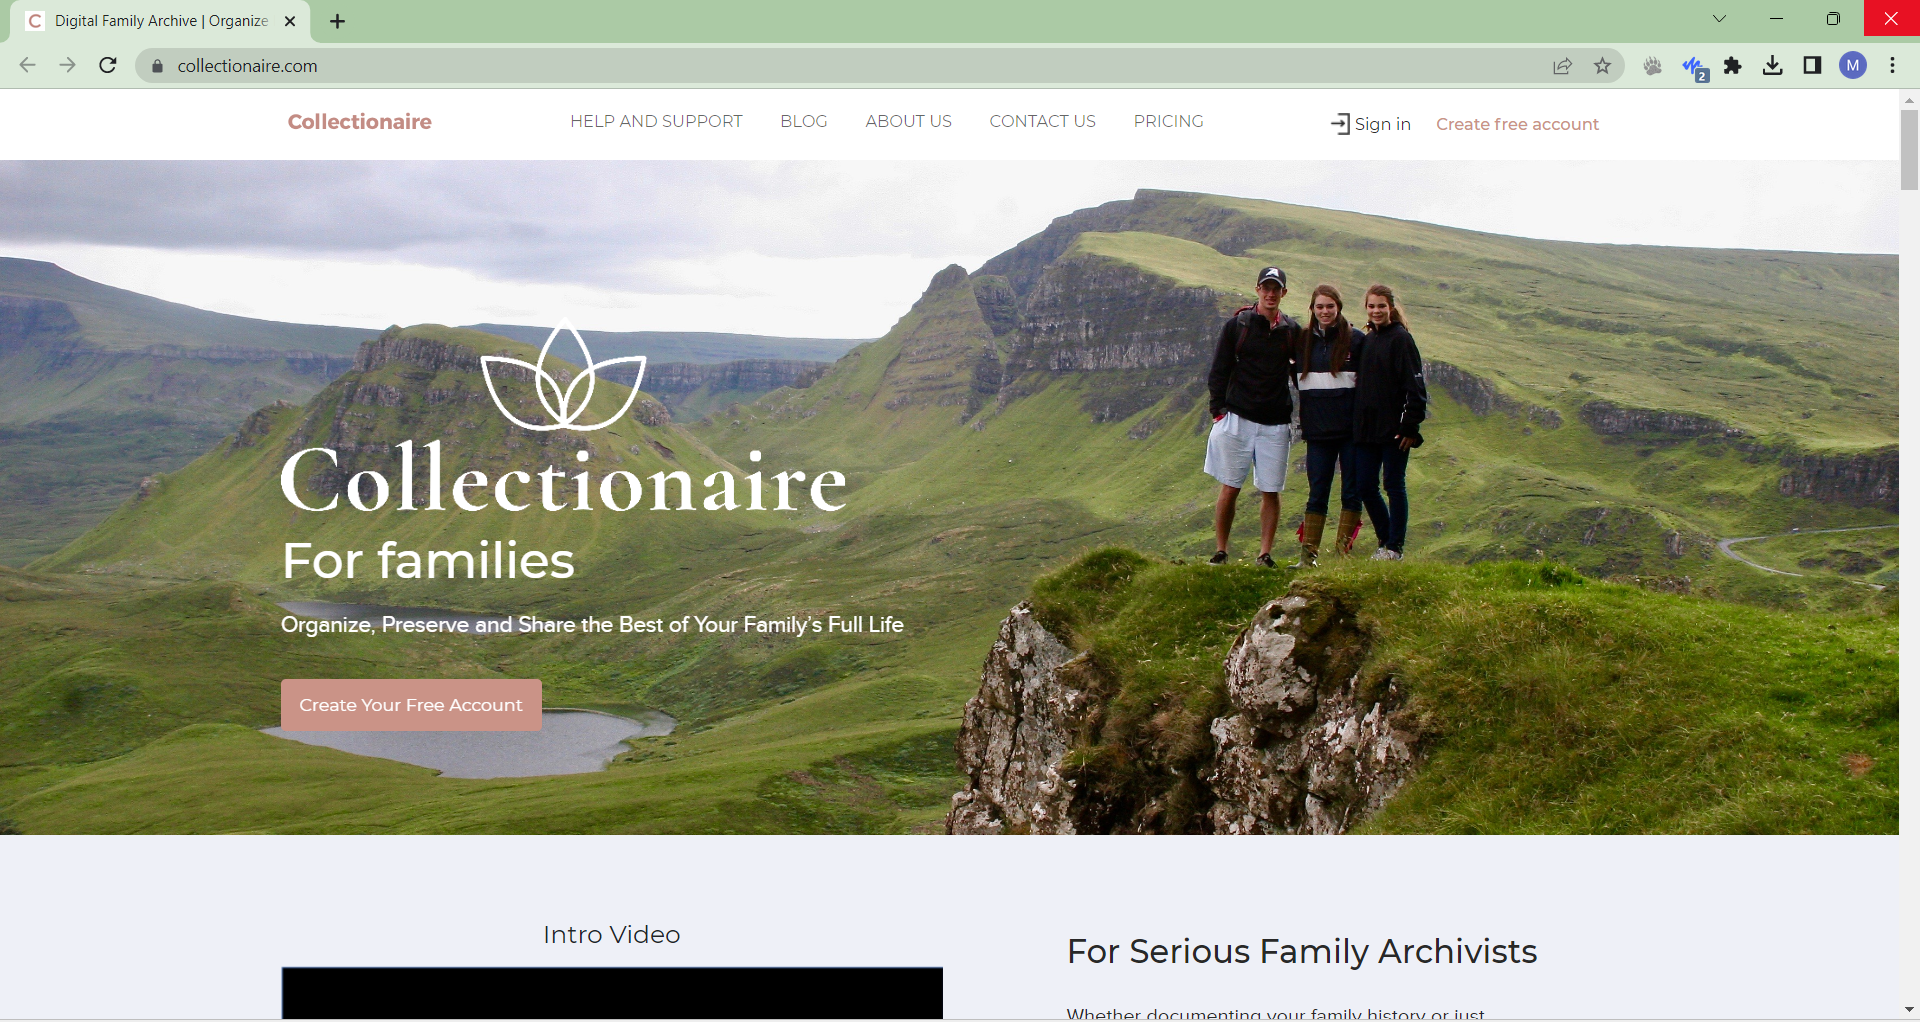 Digital Family Archive | Organize
collectionaire.com
2
M
Collectionaire
HELP AND SUPPORT
BLOG
ABOUT US
CONTACT US
PRICING
Sign in
Create free account
Collectionaire
For families
Organize, Preserve and Share the Best of Your Family's Full Life
Create Your Free Account
Intro Video
For Serious Family Archivists
Whether documenting your family history or just